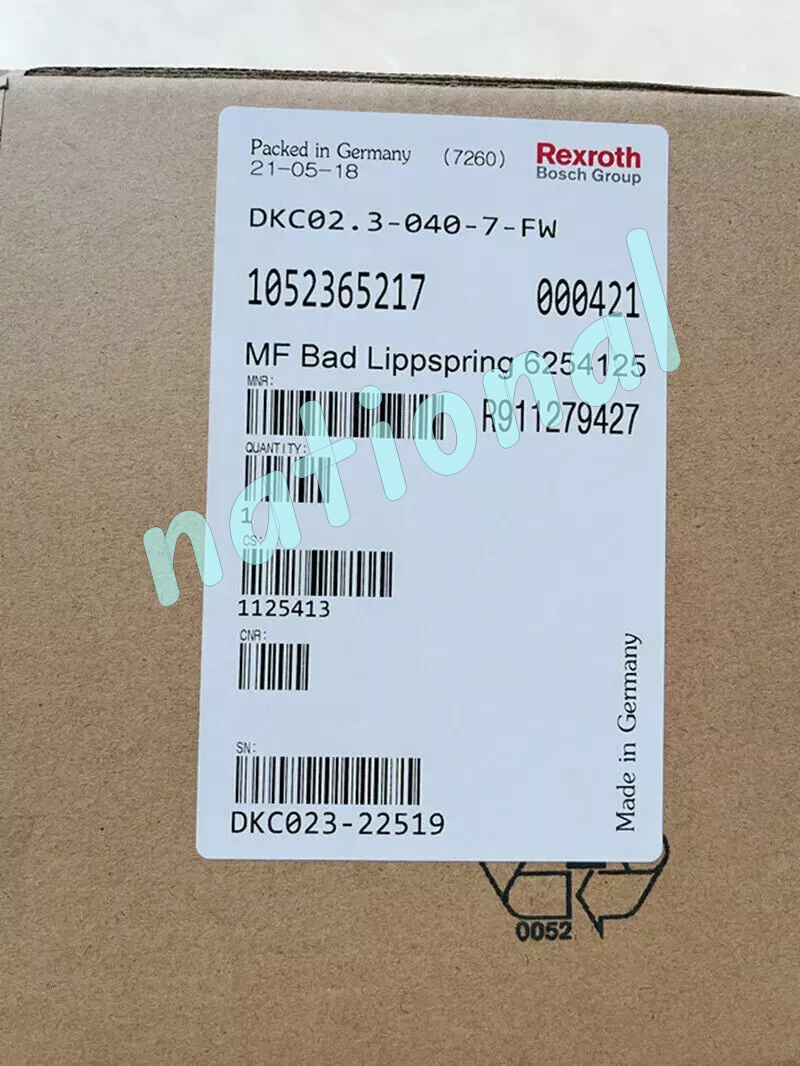 Packed in Germany (7260) Rexroth
21-05-18 Bosch Group
DKC02.3-040-7-FW
1052365217 000421
MF Bad Lippspring 6254125
MNR:
R911279427
QUANTITY:
1
CS:
1125413
CNR:
SN:
DKC023-22519
Made in Germany
0052
national